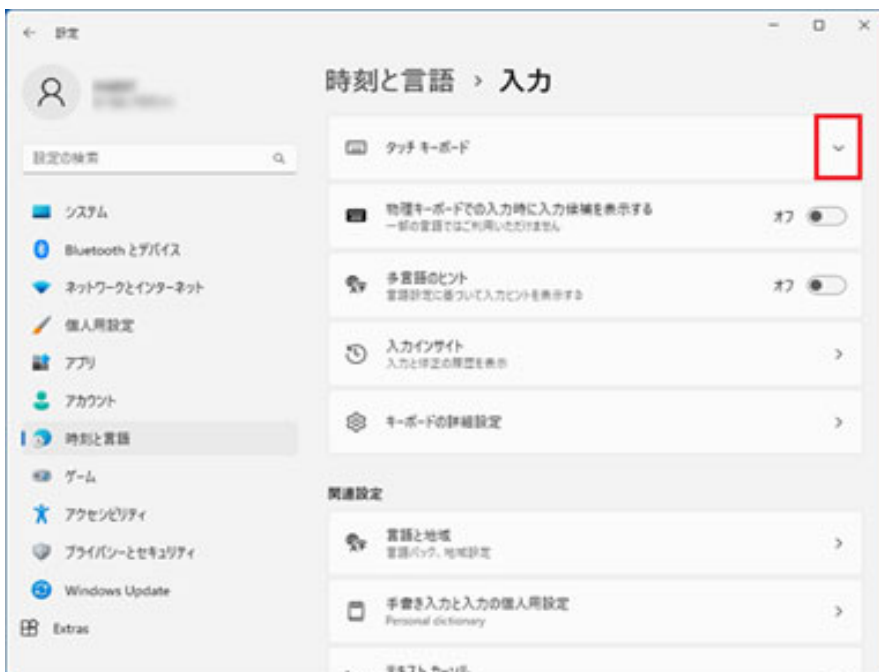 設定
時刻と言語 > 入力
設定の検索
システム
Bluetooth とデバイス
ネットワークとインターネット
個人用設定
アプリ
アカウント
時刻と言語
ゲーム
アクセシビリティ
プライバシーとセキュリティ
Windows Update
Extras
タッチ キーボード
物理キーボードでの入力時に入力候補を表示する
一部の言語ではご利用いただけません
オフ
多言語のヒント
言語設定に基づいて入力ヒントを表示する
オフ
入力インサイト
入力と修正の履歴を表示
キーボードの詳細設定
関連設定
言語と地域
言語パック、地域設定
手書き入力と入力の個人用設定
Personal dictionary
テキスト カーソル